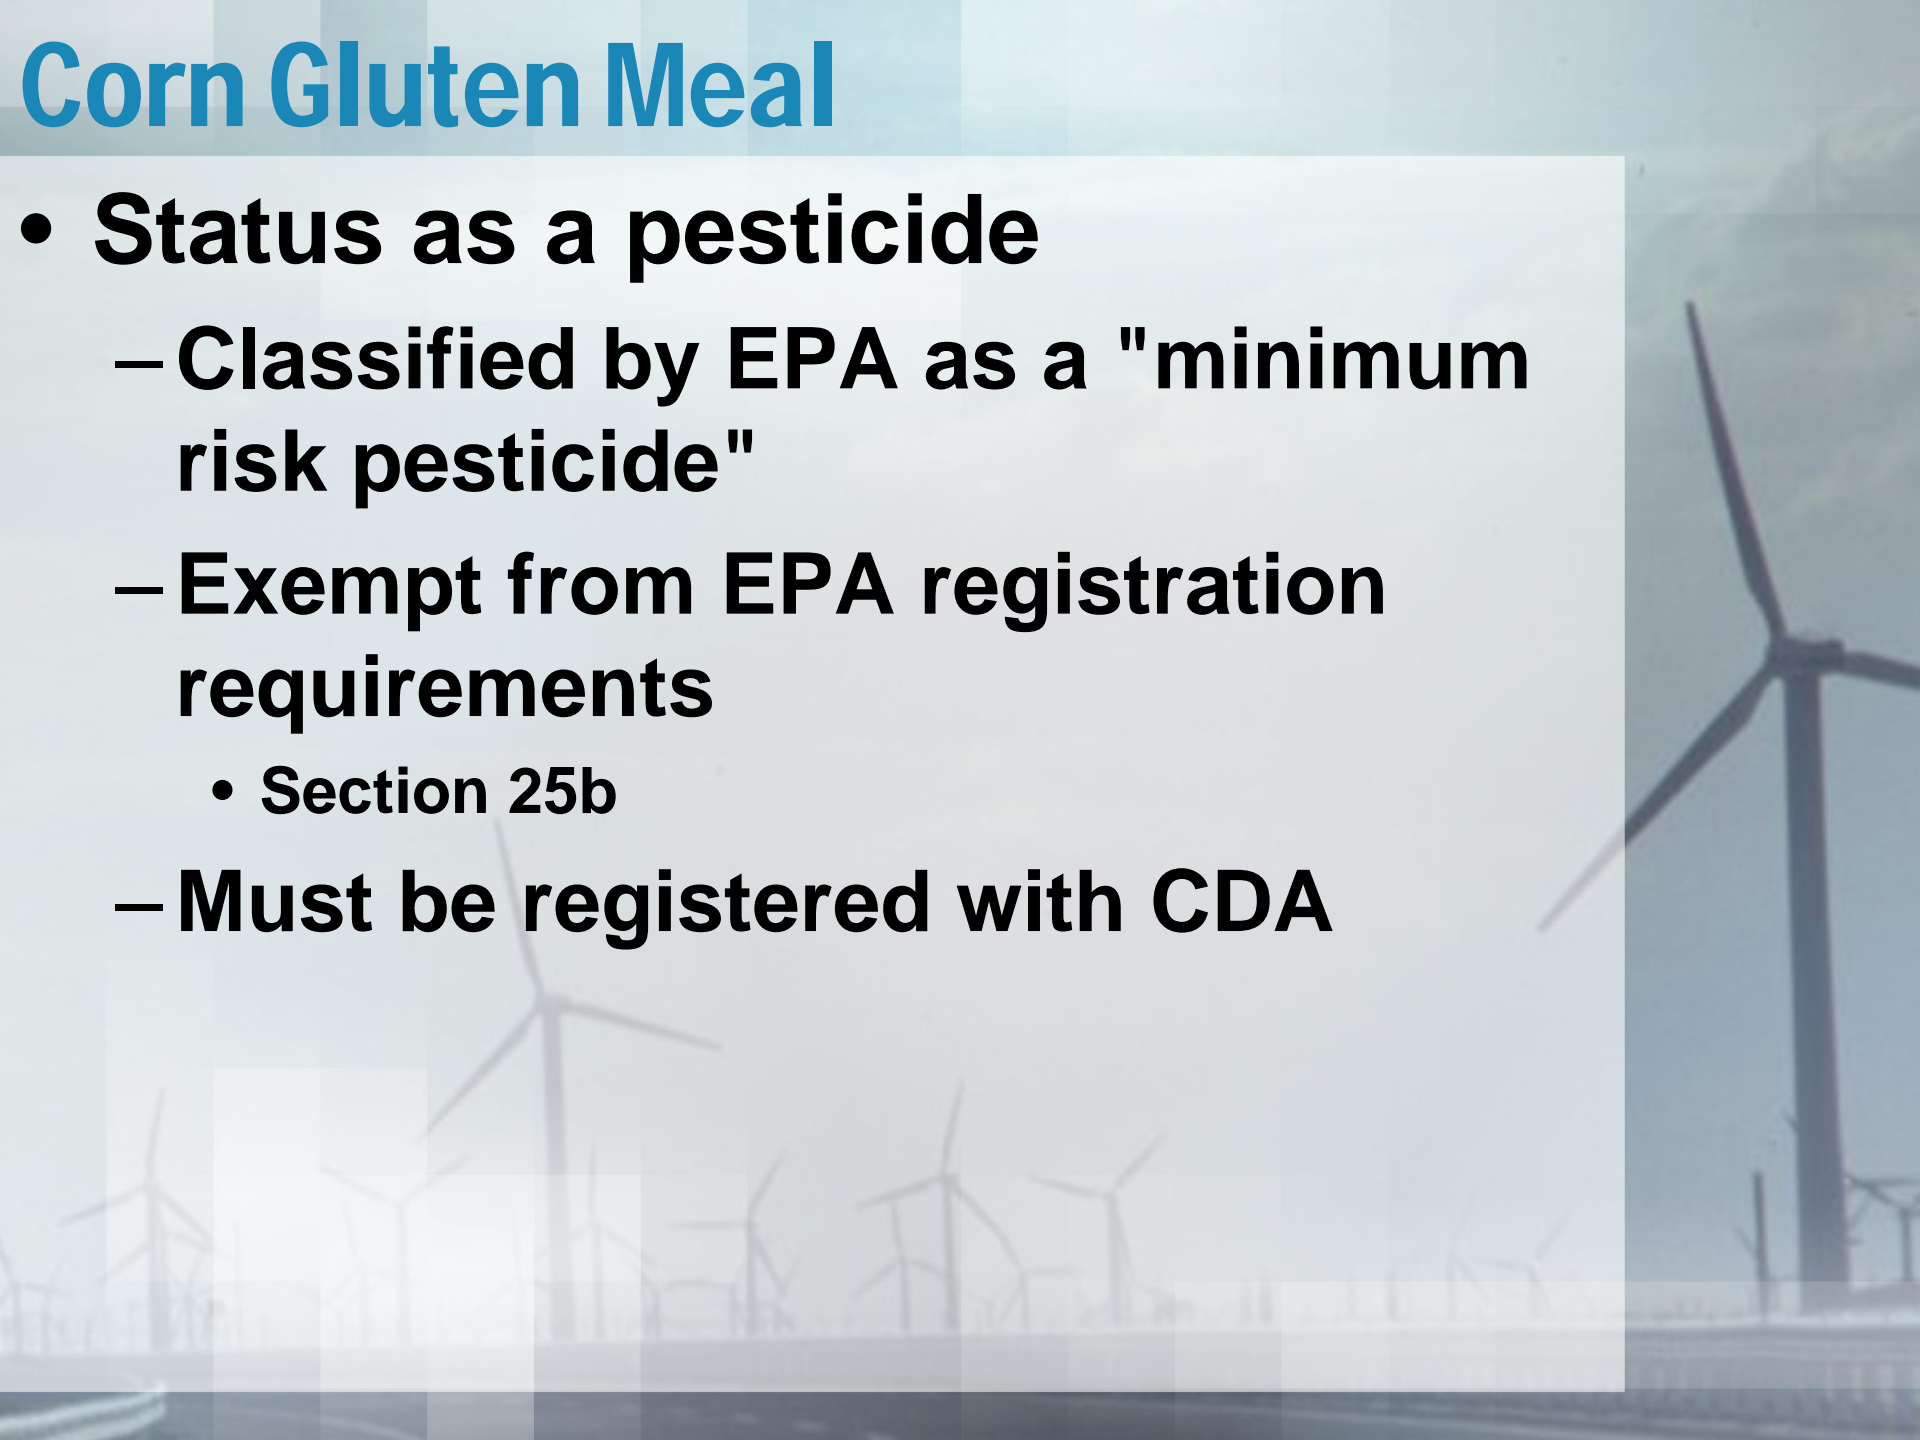 Corn Gluten Meal
• Status as a pesticide
–Classified by EPA as a "minimum
risk pesticide"
–Exempt from EPA registration
requirements
• Section 25b
–Must be registered with CDA